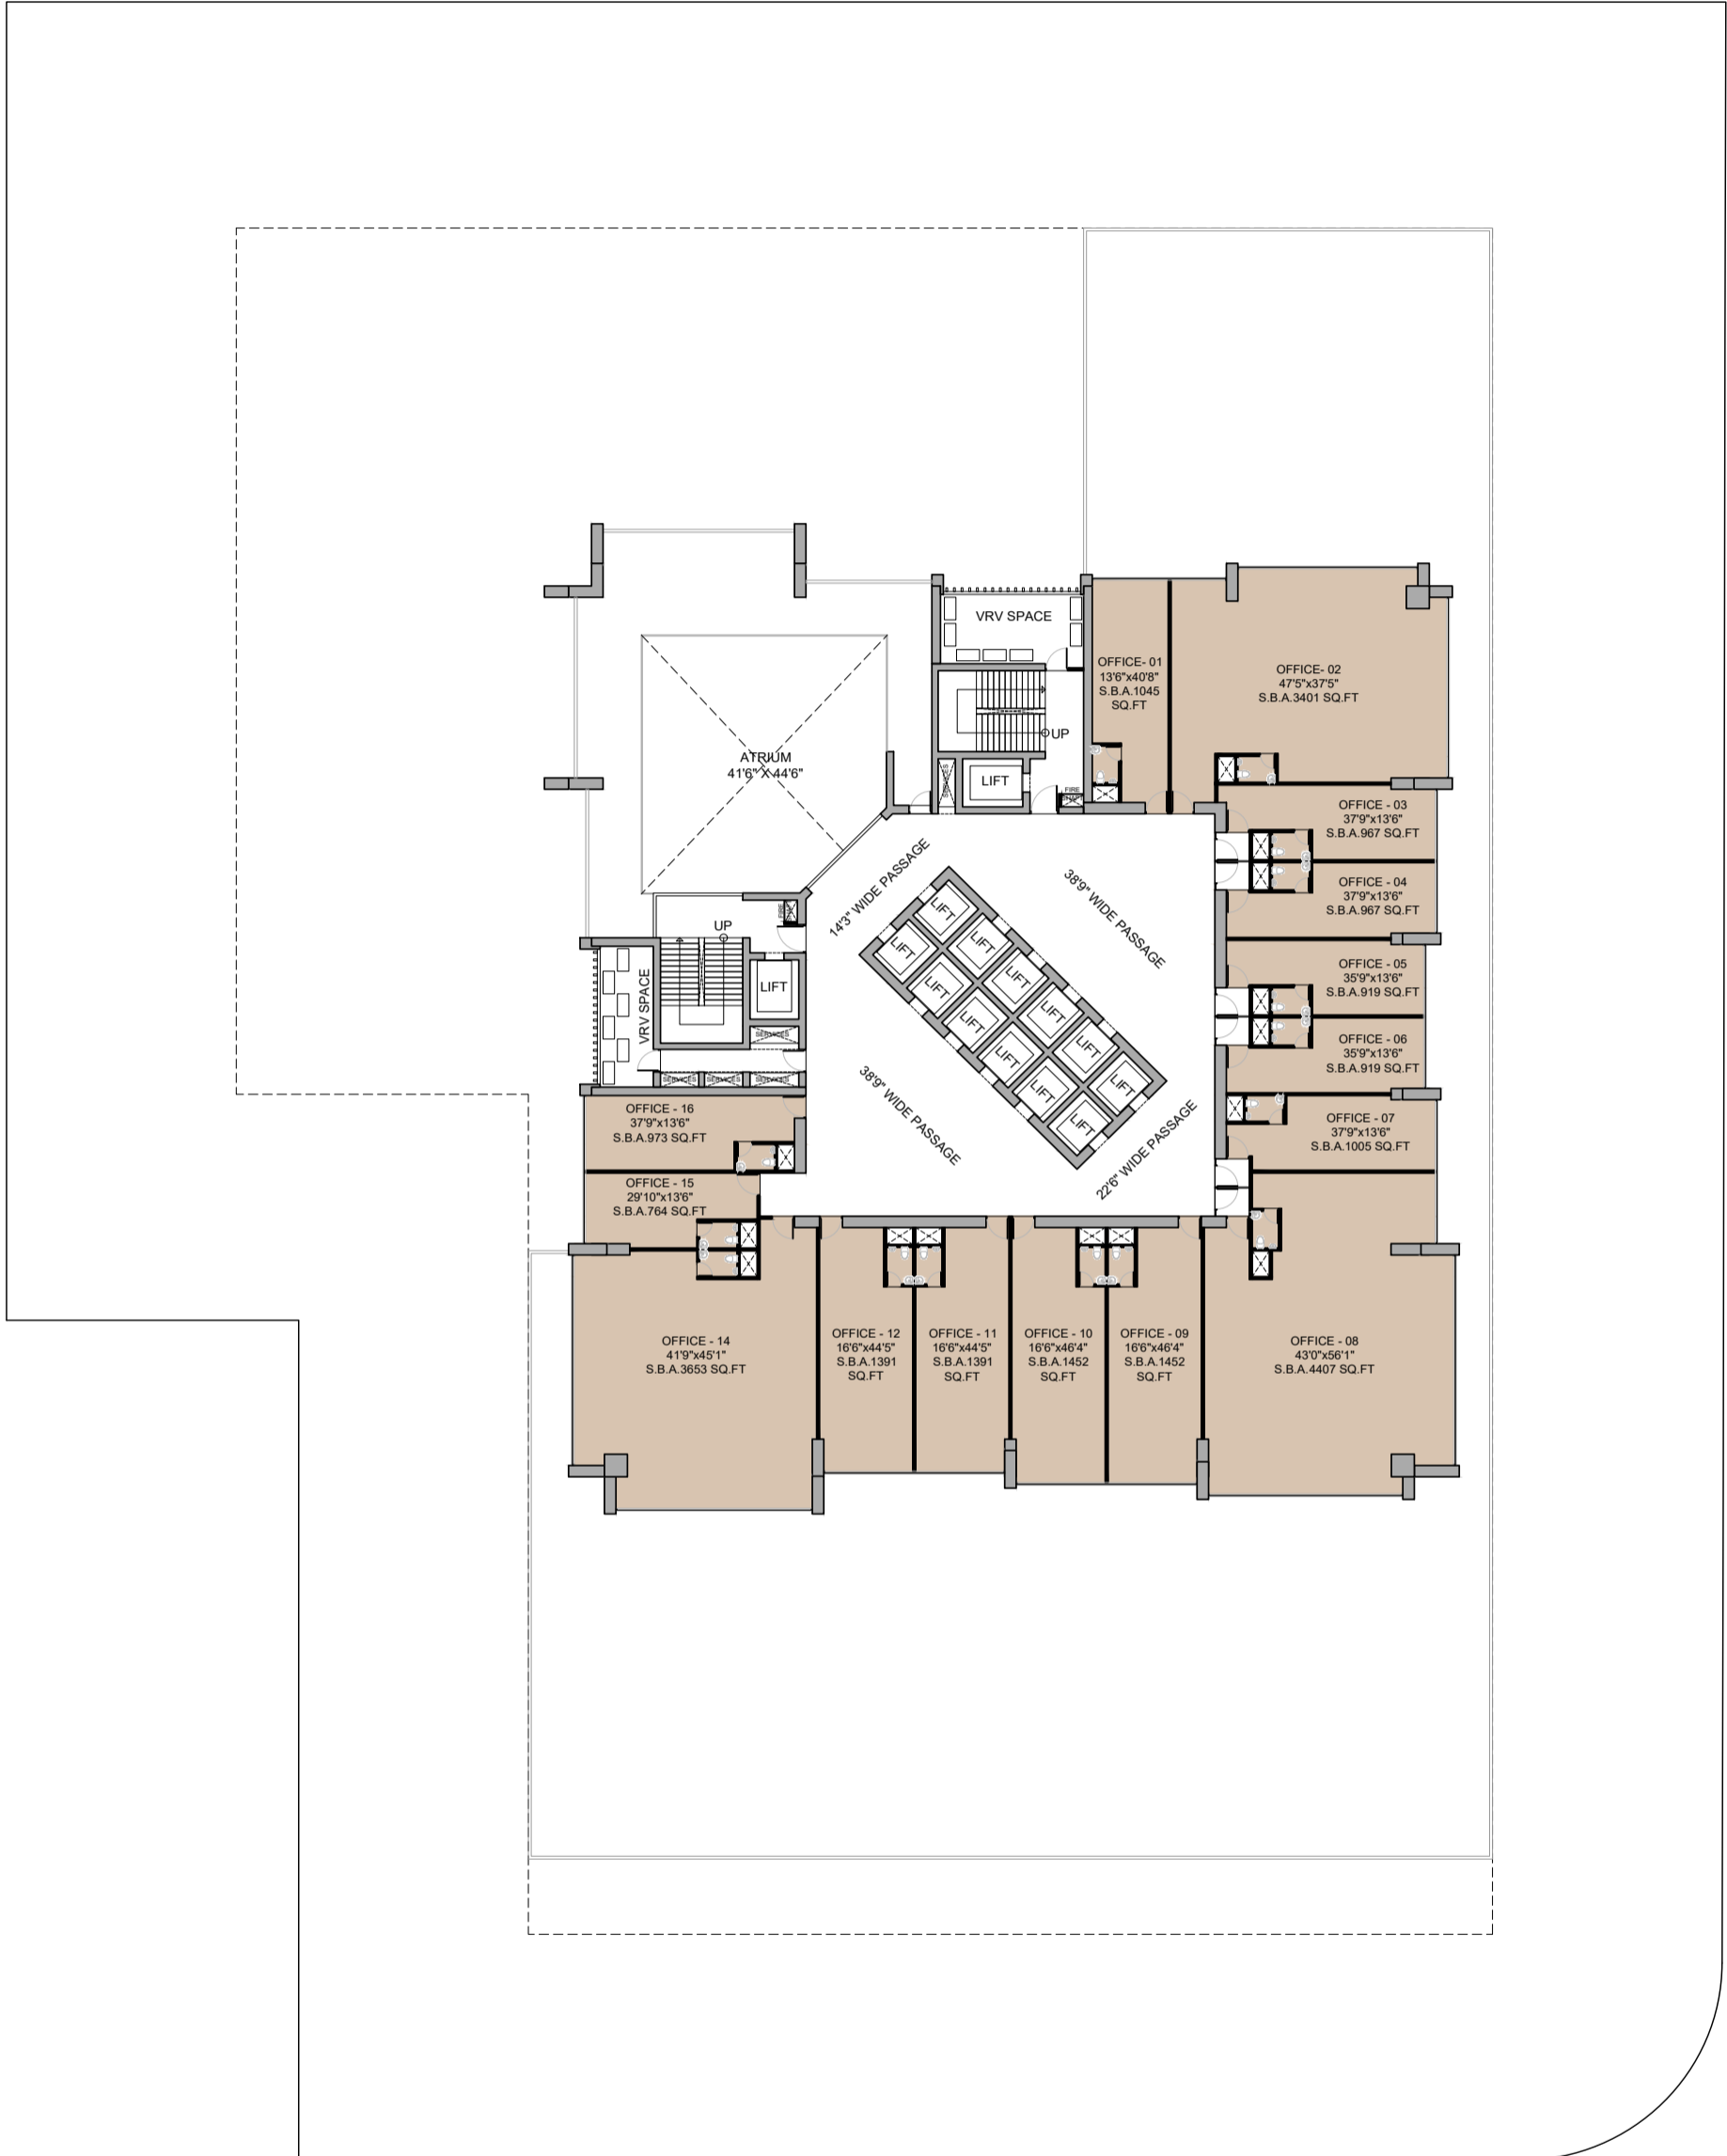 VRV SPACE
OFFICE- 01
13'6"x40'8"
S.B.A.1045
SQ.FT
OFFICE- 02
47'5"x37'5"
S.B.A.3401 SQ.FT
UP
LIFT
SERVICES
FIRE
ATRIUM
41'6" X 44'6"
OFFICE - 03
37'9"x13'6"
S.B.A.967 SQ.FT
OFFICE - 04
37'9"x13'6"
S.B.A.967 SQ.FT
14'3" WIDE PASSAGE
38'9" WIDE PASSAGE
LIFT
LIFT
LIFT
LIFT
LIFT
LIFT
LIFT
LIFT
LIFT
LIFT
LIFT
LIFT
FIRE
UP
LIFT
VRV SPACE
SERVICES
SERVICES
SERVICES
SERVICES
OFFICE - 05
35'9"x13'6"
S.B.A.919 SQ.FT
OFFICE - 06
35'9"x13'6"
S.B.A.919 SQ.FT
38'9" WIDE PASSAGE
22'6" WIDE PASSAGE
OFFICE - 07
37'9"x13'6"
S.B.A.1005 SQ.FT
OFFICE - 16
37'9"x13'6"
S.B.A.973 SQ.FT
OFFICE - 15
29'10"x13'6"
S.B.A.764 SQ.FT
OFFICE - 14
41'9"x45'1"
S.B.A.3653 SQ.FT
OFFICE - 12
16'6"x44'5"
S.B.A.1391
SQ.FT
OFFICE - 11
16'6"x44'5"
S.B.A.1391
SQ.FT
OFFICE - 10
16'6"x46'4"
S.B.A.1452
SQ.FT
OFFICE - 09
16'6"x46'4"
S.B.A.1452
SQ.FT
OFFICE - 08
43'0"x56'1"
S.B.A.4407 SQ.FT